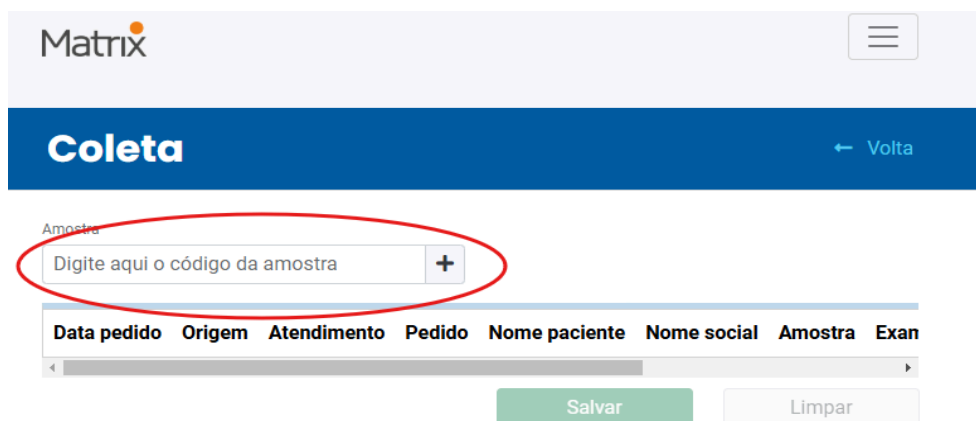 Matrix
Coleta
← Volta
Amostra
Digite aqui o código da amostra +
Data pedido Origem Atendimento Pedido Nome paciente Nome social Amostra Exam
Salvar Limpar